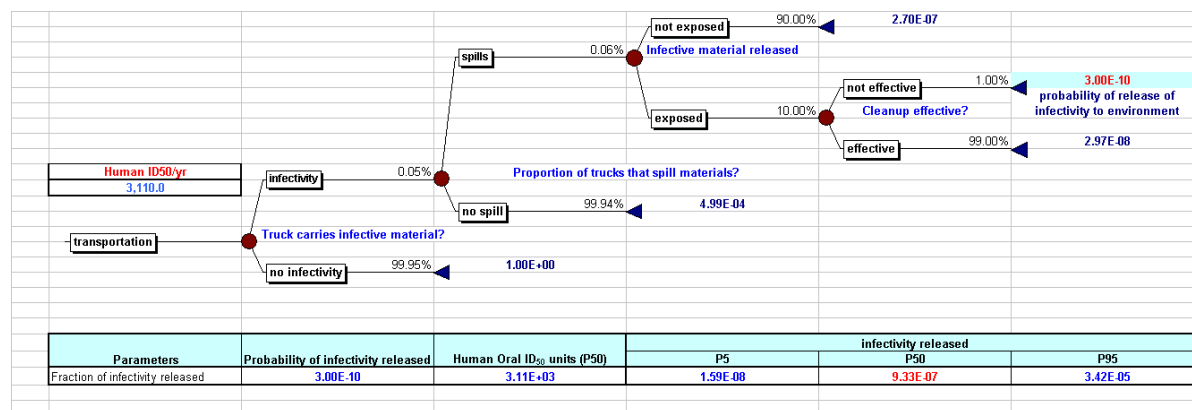 not exposed 90.00% 2.70E-07
spills 0.06% Infective material released
not effective 1.00% 3.00E-10
probability of release of
infectivity to environment
exposed 10.00% Cleanup effective?
effective 99.00% 2.97E-08
Human ID50/yr
3,110.0
infectivity 0.05% Proportion of trucks that spill materials?
no spill 99.94% 4.99E-04
transportation Truck carries infective material?
no infectivity 99.95% 1.00E+00
infectivity released
Parameters Probability of infectivity released Human Oral ID50 units (P50) P5 P50 P95
Fraction of infectivity released 3.00E-10 3.11E+03 1.59E-08 9.33E-07 3.42E-05